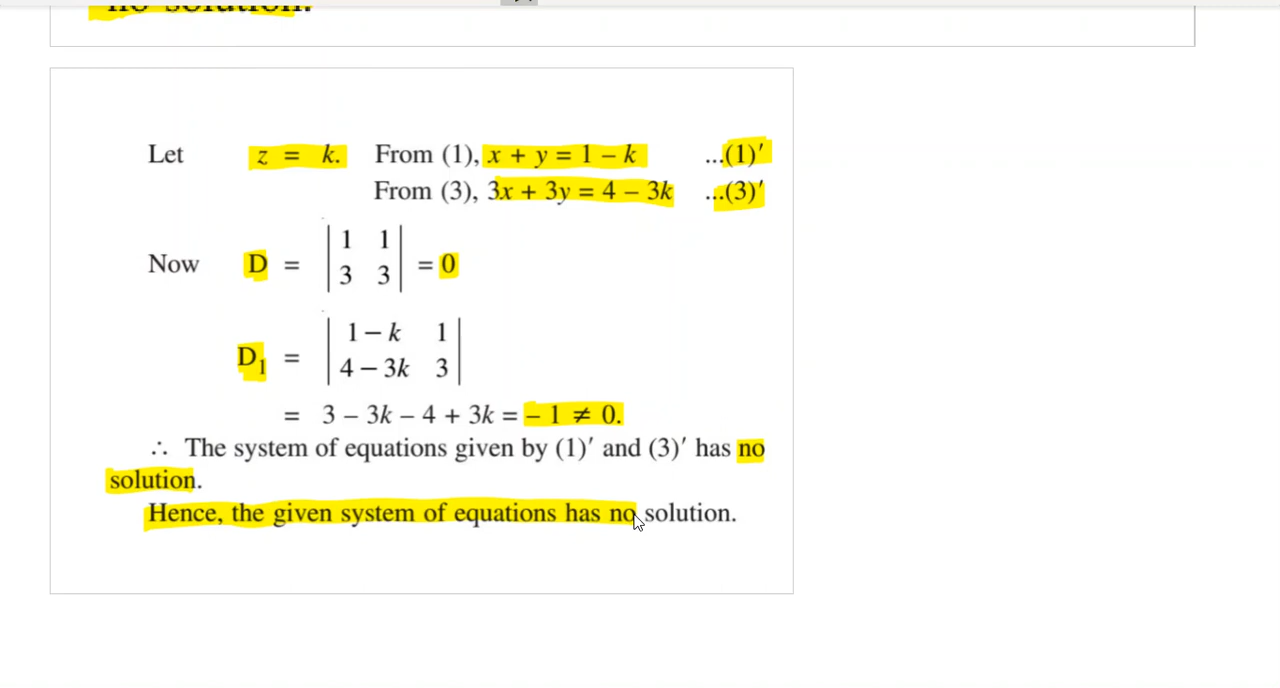 no solution.
Let z = k. From (1), x + y = 1 – k ...(1)′
From (3), 3x + 3y = 4 – 3k ...(3)′
Now D = | 1 1 |
| 3 3 | = 0
D₁ = | 1 – k 1 |
| 4 – 3k 3 |
= 3 – 3k – 4 + 3k = – 1 ≠ 0.
∴ The system of equations given by (1)′ and (3)′ has no
solution.
Hence, the given system of equations has no solution.